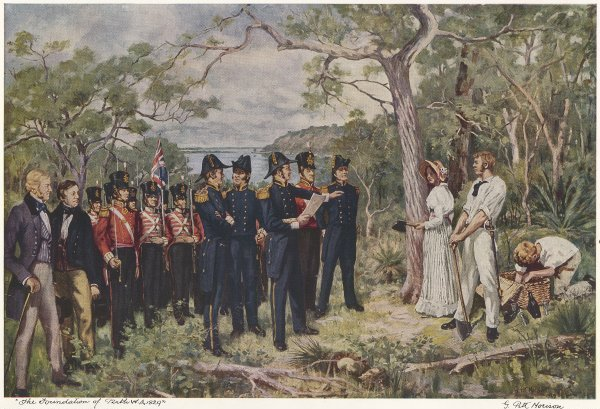 "The Foundation of Perth W.A. 1829"
G. Pitt Morison